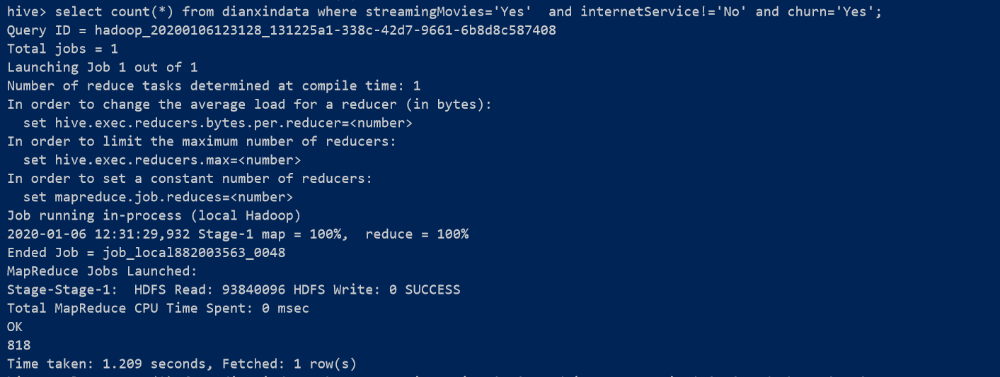 hive> select count(*) from dianxindata where streamingMovies='Yes'  and internetService!='No' and churn='Yes';
Query ID = hadoop_20200106123128_131225a1-338c-42d7-9661-6b8d8c587408
Total jobs = 1
Launching Job 1 out of 1
Number of reduce tasks determined at compile time: 1
In order to change the average load for a reducer (in bytes):
  set hive.exec.reducers.bytes.per.reducer=<number>
In order to limit the maximum number of reducers:
  set hive.exec.reducers.max=<number>
In order to set a constant number of reducers:
  set mapreduce.job.reduces=<number>
Job running in-process (local Hadoop)
2020-01-06 12:31:29,932 Stage-1 map = 100%,  reduce = 100%
Ended Job = job_local882003563_0048
MapReduce Jobs Launched:
Stage-Stage-1:  HDFS Read: 93840096 HDFS Write: 0 SUCCESS
Total MapReduce CPU Time Spent: 0 msec
OK
818
Time taken: 1.209 seconds, Fetched: 1 row(s)